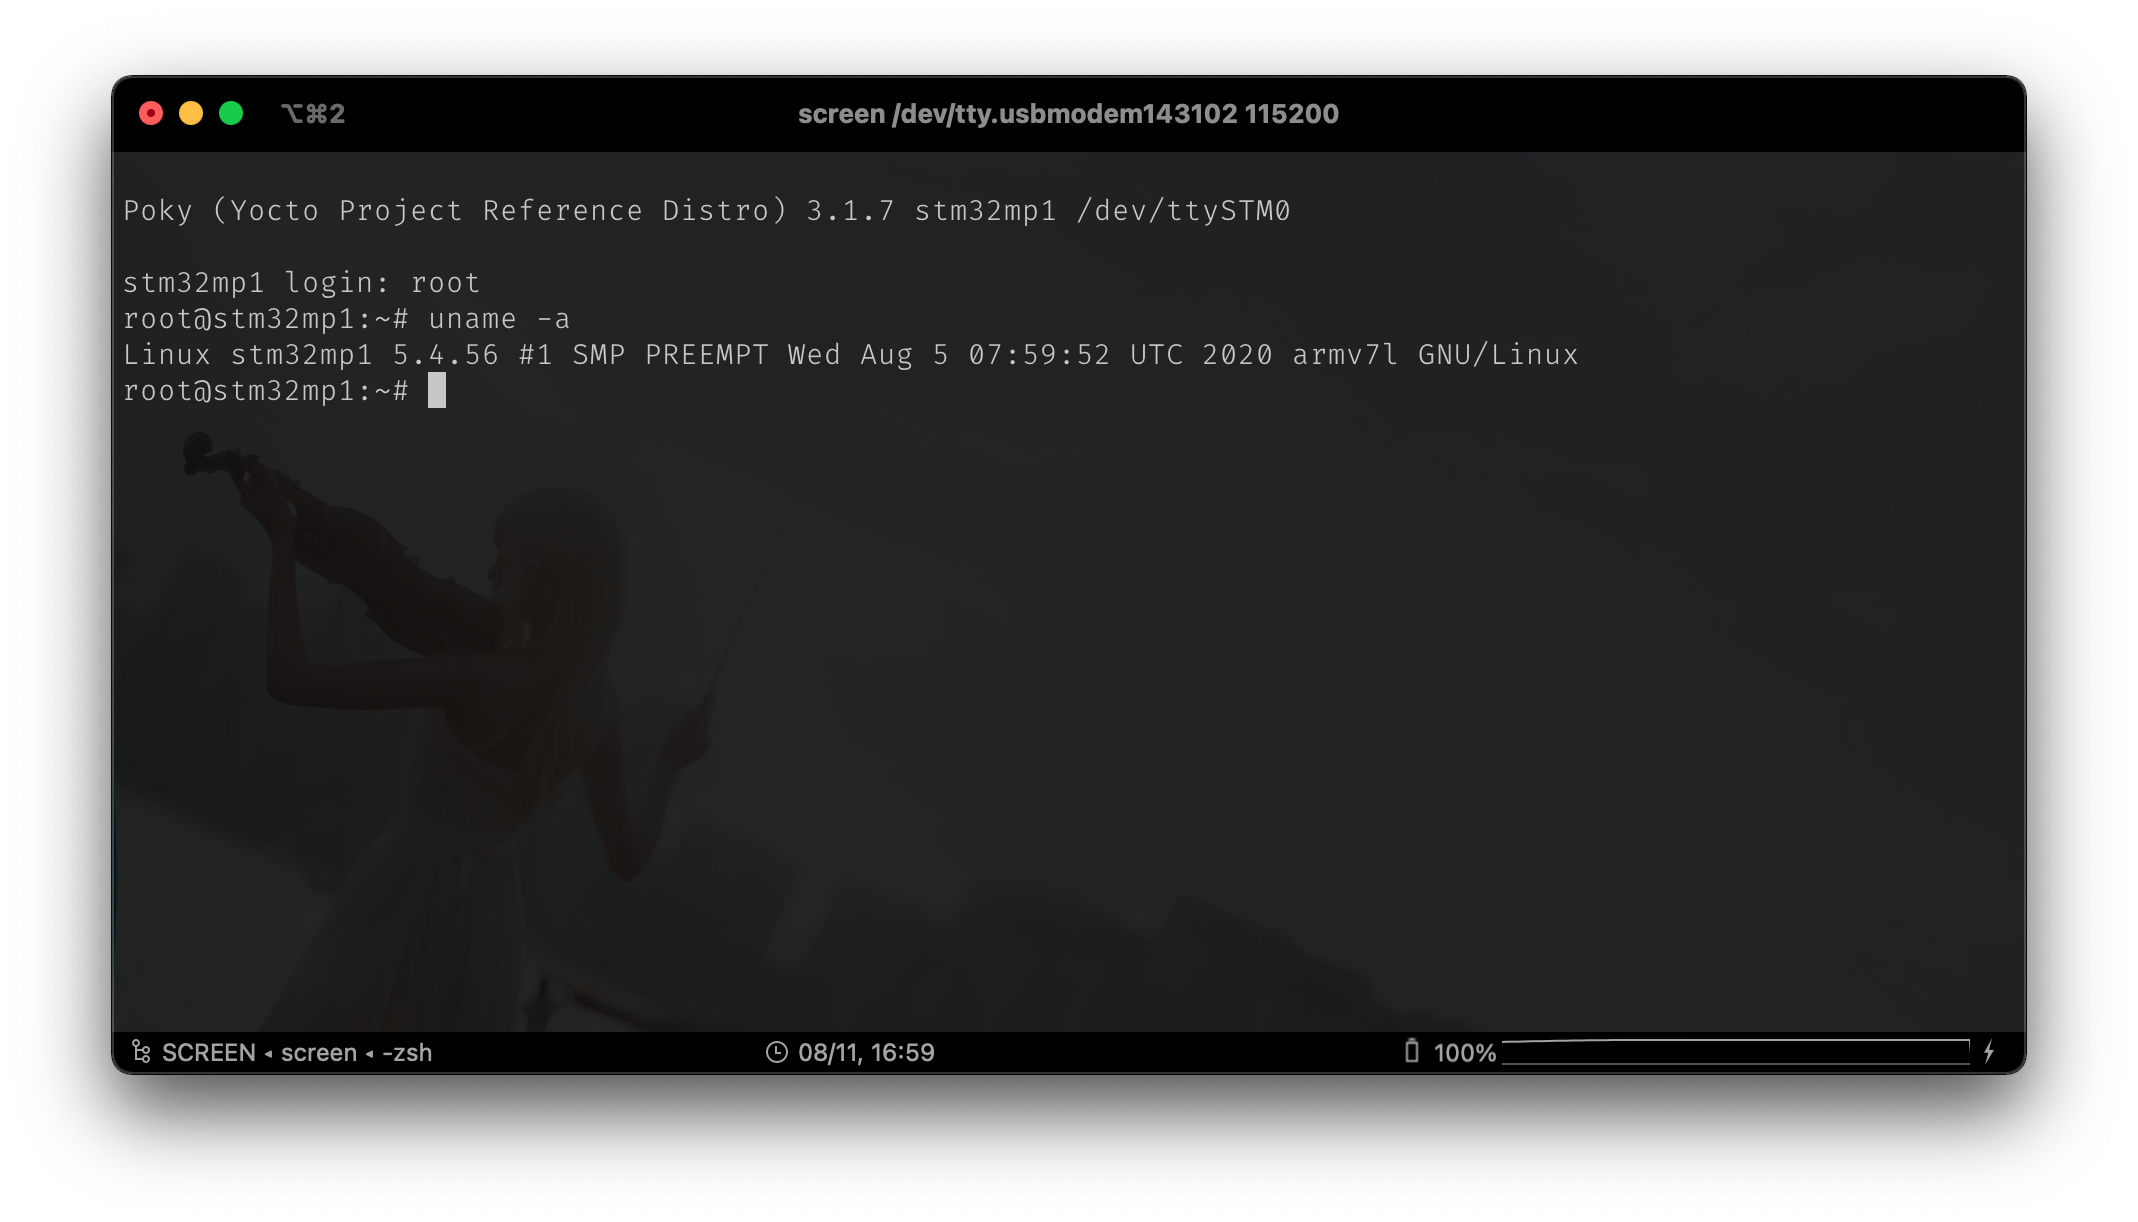 ⌥⌘2 screen /dev/tty.usbmodem143102 115200
Poky (Yocto Project Reference Distro) 3.1.7 stm32mp1 /dev/ttySTM0
stm32mp1 login: root
root@stm32mp1:~# uname -a
Linux stm32mp1 5.4.56 #1 SMP PREEMPT Wed Aug 5 07:59:52 UTC 2020 armv7l GNU/Linux
root@stm32mp1:~#
SCREEN ◂ screen ◂ -zsh 08/11, 16:59 100%